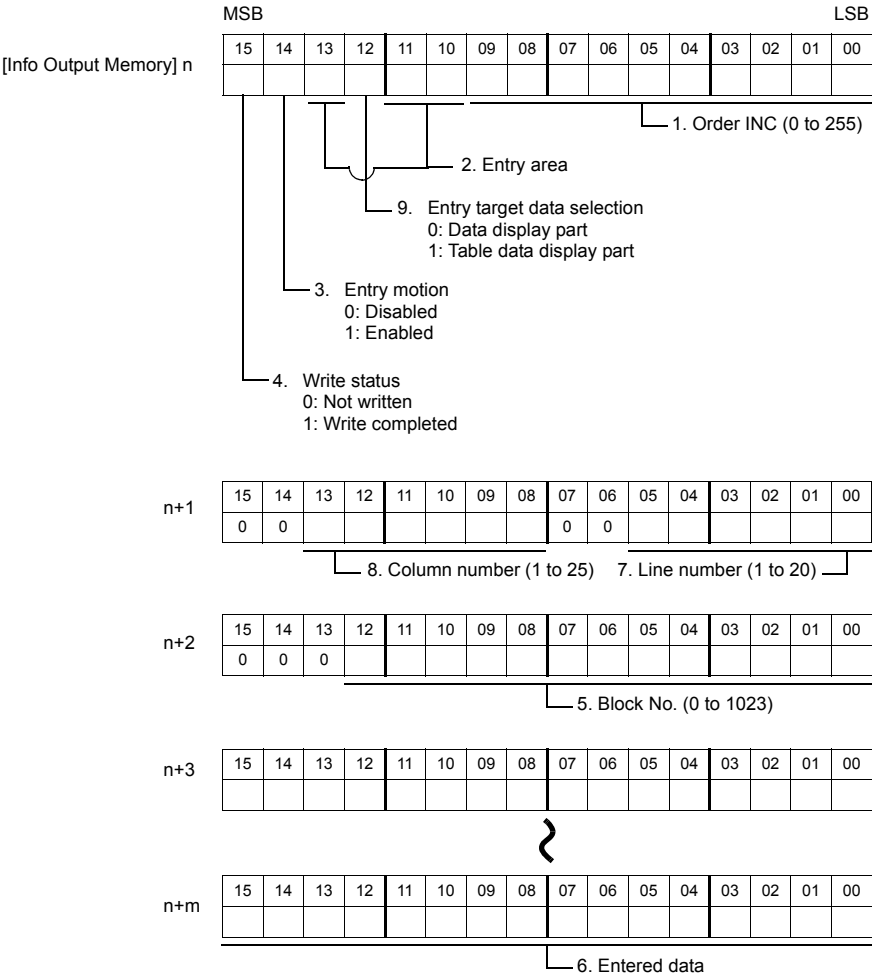 MSB LSB
15 14 13 12 11 10 09 08 07 06 05 04 03 02 01 00
[Info Output Memory] n
1. Order INC (0 to 255)
2. Entry area
9. Entry target data selection
0: Data display part
1: Table data display part
3. Entry motion
0: Disabled
1: Enabled
4. Write status
0: Not written
1: Write completed
15 14 13 12 11 10 09 08 07 06 05 04 03 02 01 00
n+1
0 0 0 0
8. Column number (1 to 25) 7. Line number (1 to 20)
15 14 13 12 11 10 09 08 07 06 05 04 03 02 01 00
n+2
0 0 0
5. Block No. (0 to 1023)
15 14 13 12 11 10 09 08 07 06 05 04 03 02 01 00
n+3
15 14 13 12 11 10 09 08 07 06 05 04 03 02 01 00
n+m
6. Entered data